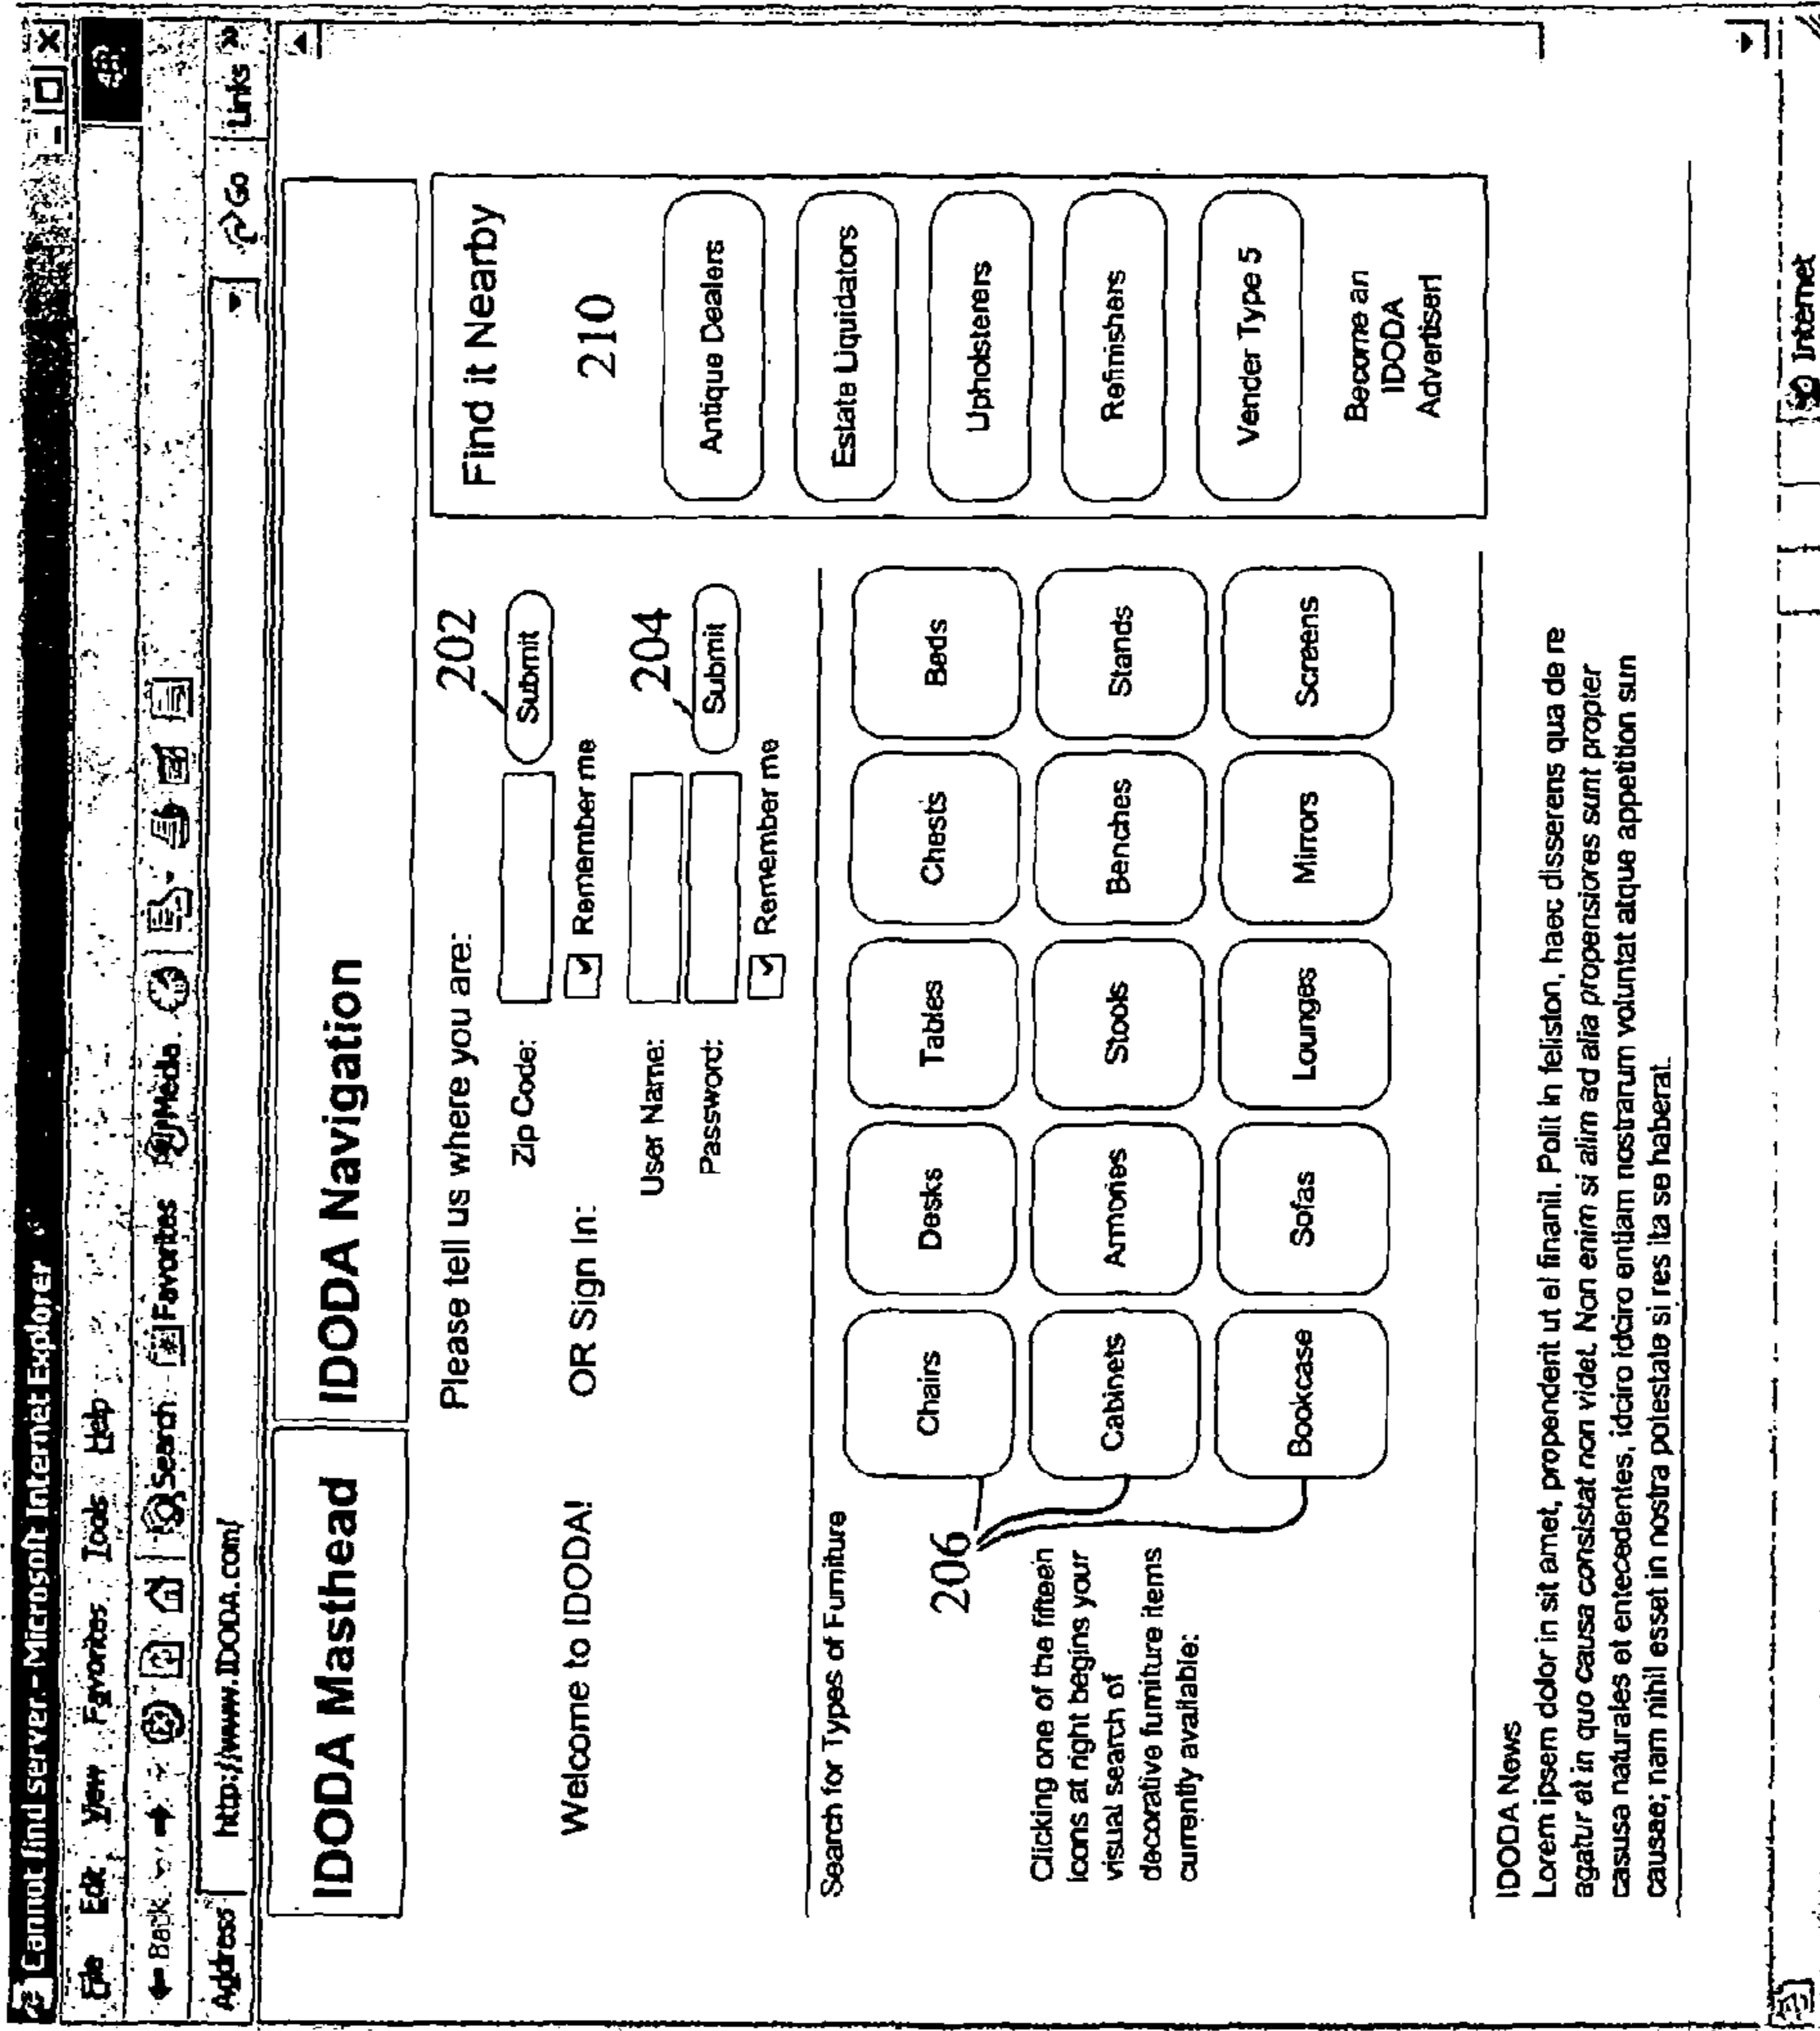 Cannot find server-Microsoft Internet Explorer
File Edit View Favorites Tools Help
Back Search Favorites Media
Address http://www.IDODA.com/ Go Links »
IDODA Masthead
IDODA Navigation
Welcome to IDODA!
Please tell us where you are:
202
Zip Code: Submit
Remember me
OR Sign In:
204
User Name:
Password: Submit
Remember me
Find it Nearby
210
Antique Dealers
Estate Liquidators
Upholsterers
Refinishers
Vender Type 5
Become an
IDODA
Advertiser!
Search for Types of Furniture
206
Clicking one of the fifteen
icons at right begins your
visual search of
decorative furniture items
currently available:
Chairs Desks Tables Chests Beds
Cabinets Armories Stools Benches Stands
Bookcase Sofas Lounges Mirrors Screens
IDODA News
Lorem ipsem dolor in sit amet, propendent ut el finanil. Polit in feliston, haec disserens qua de re
agatur et in quo causa consistat non videt. Non enim si alim ad alia propensiores sunt propter
casusa naturales et entecedentes, idciro idciro entiam nostrarum voluntat atque appetition sun
causae; nam nihil esset in nostra potestate si res ita se haberat.
Internet